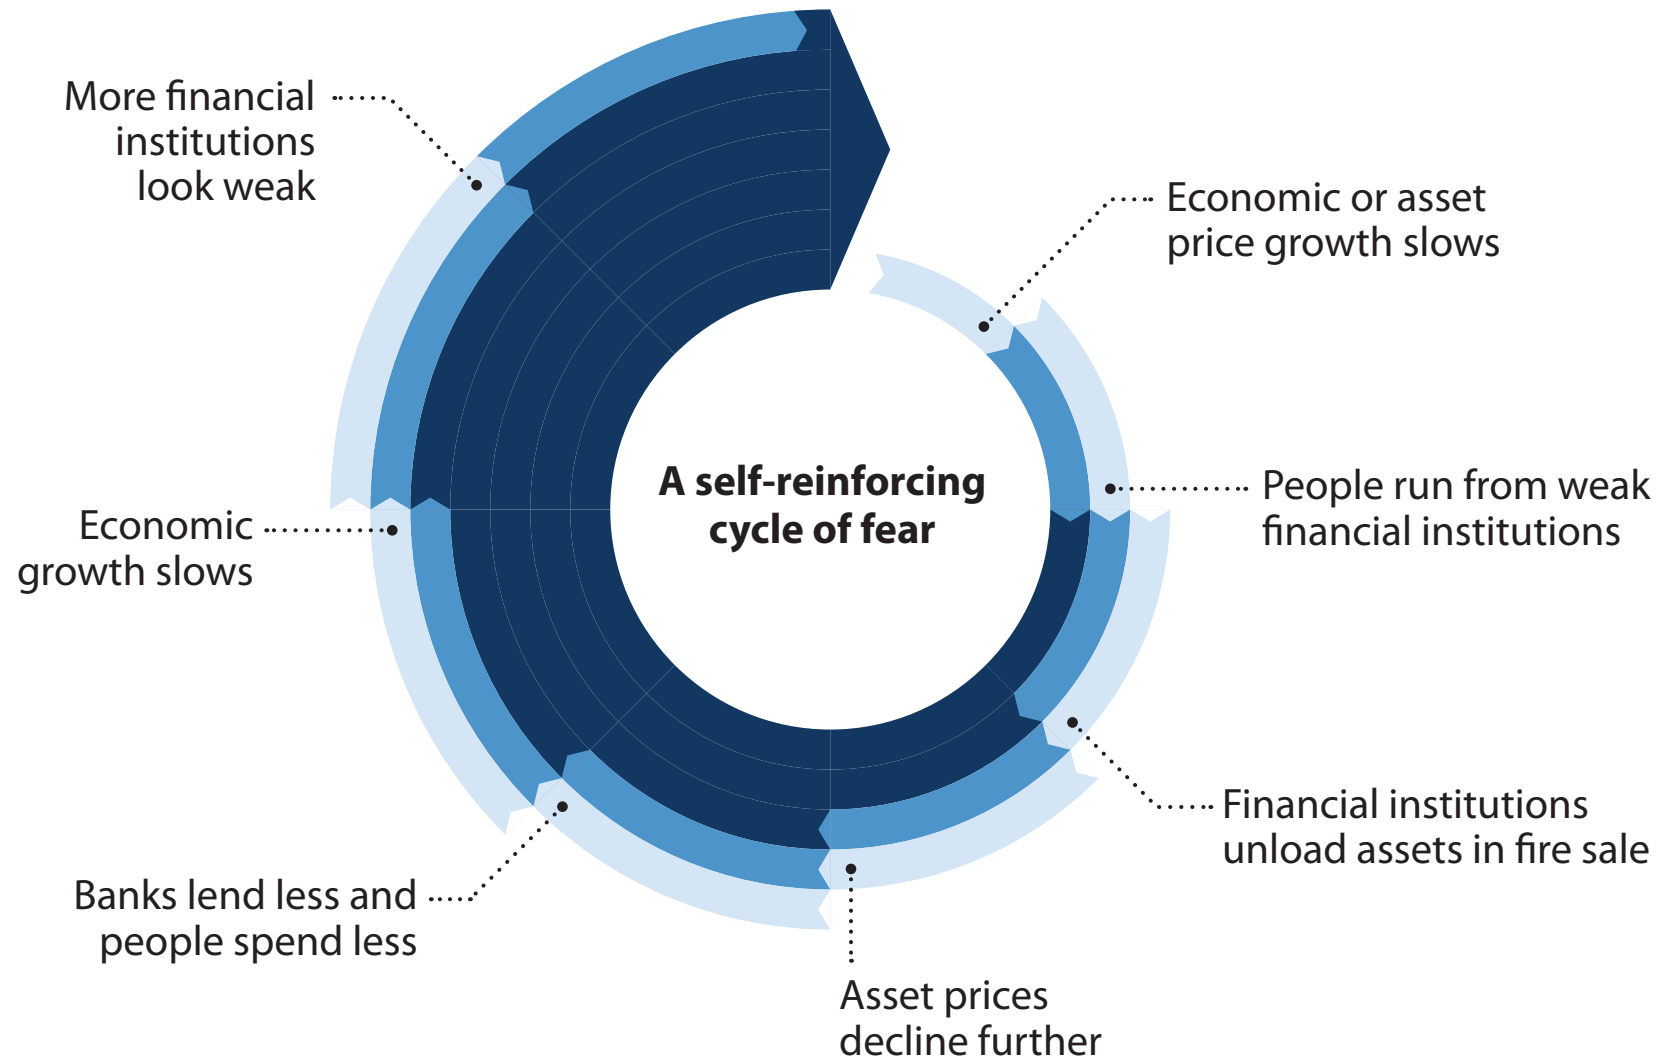 A self-reinforcing
cycle of fear
Economic or asset
price growth slows
People run from weak
financial institutions
Financial institutions
unload assets in fire sale
Asset prices
decline further
Banks lend less and
people spend less
Economic
growth slows
More financial
institutions
look weak